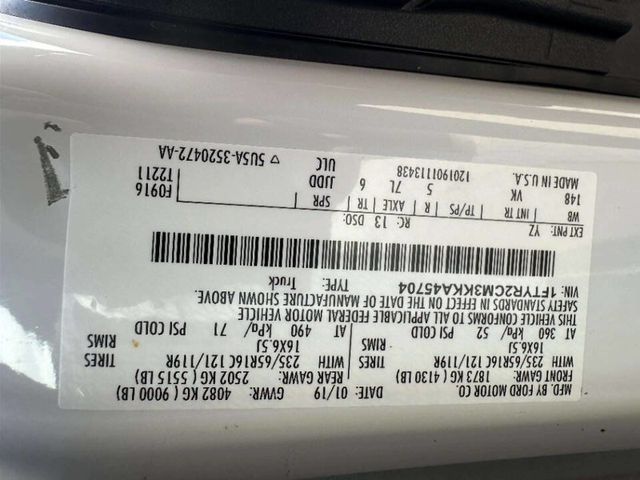 MFD. BY FORD MOTOR CO.
DATE: 01/19 GVWR: 4082 KG ( 9000 LB)
FRONT GAWR: 1873 KG ( 4130 LB) REAR GAWR: 2502 KG ( 5515 LB)
WITH 235/65R16C 121/119R TIRES WITH 235/65R16C 121/119R TIRES
16X6.5J RIMS 16X6.5J RIMS
AT 360 kPa/ 52 PSI COLD AT 490 kPa/ 71 PSI COLD
THIS VEHICLE CONFORMS TO ALL APPLICABLE FEDERAL MOTOR VEHICLE
SAFETY STANDARDS IN EFFECT ON THE DATE OF MANUFACTURE SHOWN ABOVE.
VIN: 1FTYR2CM3KKA45704
TYPE: Truck
EXT PNT: YZ RC: 13 DSO:
WB INT TR TP/PS R AXLE TR SPR F0916
148 VK 5 7L 6 JJDD T2211
MADE IN U.S.A. 120190113438 ULC ▽ 5U5A-3520472-AA